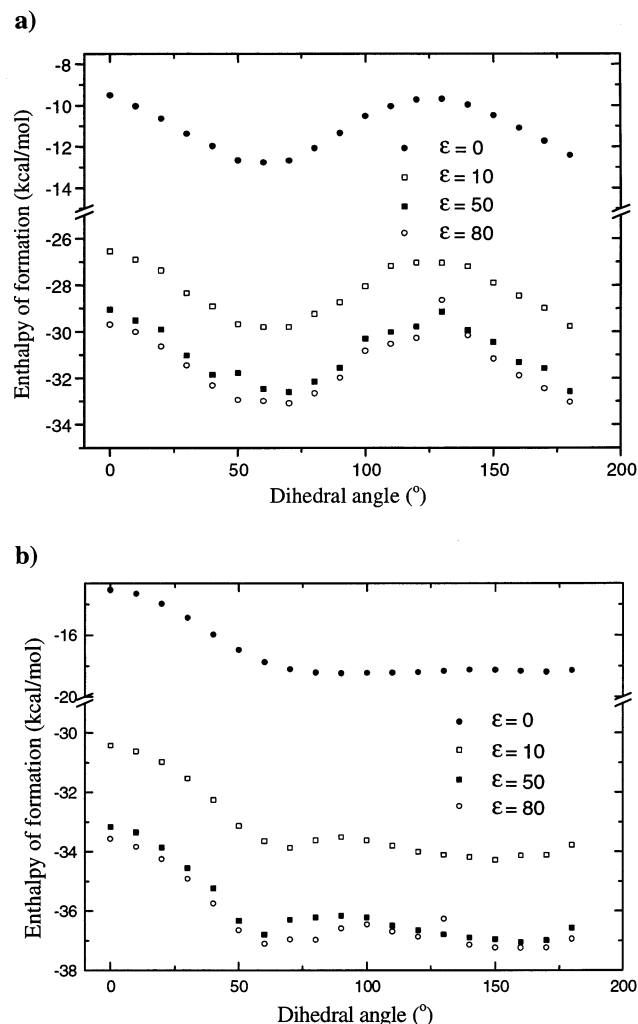 a)
Enthalpy of formation (kcal/mol)
-8
-10
-12
-14
-26
-28
-30
-32
-34
ε = 0
ε = 10
ε = 50
ε = 80
0 50 100 150 200
Dihedral angle (°)
b)
Enthalpy of formation (kcal/mol)
-16
-20
-30
-32
-34
-36
-38
ε = 0
ε = 10
ε = 50
ε = 80
0 50 100 150 200
Dihedral angle (°)